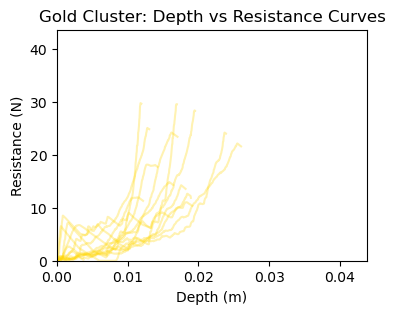 Gold Cluster: Depth vs Resistance Curves
40
30
20
10
0
Resistance (N)
0.00 0.01 0.02 0.03 0.04
Depth (m)